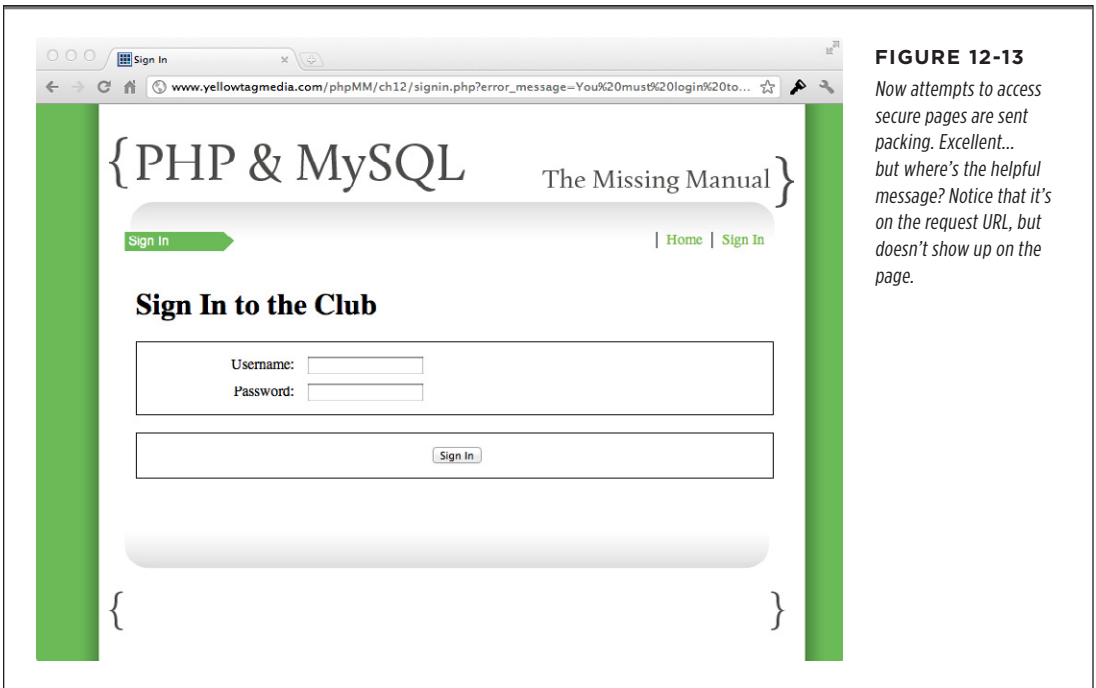 Sign In
www.yellowtagmedia.com/phpMM/ch12/signin.php?error_message=You%20must%20login%20to...
{PHP & MySQL
The Missing Manual}
Sign In
| Home | Sign In
Sign In to the Club
Username:
Password:
Sign In
{ }
FIGURE 12-13
Now attempts to access
secure pages are sent
packing. Excellent...
but where's the helpful
message? Notice that it's
on the request URL, but
doesn't show up on the
page.